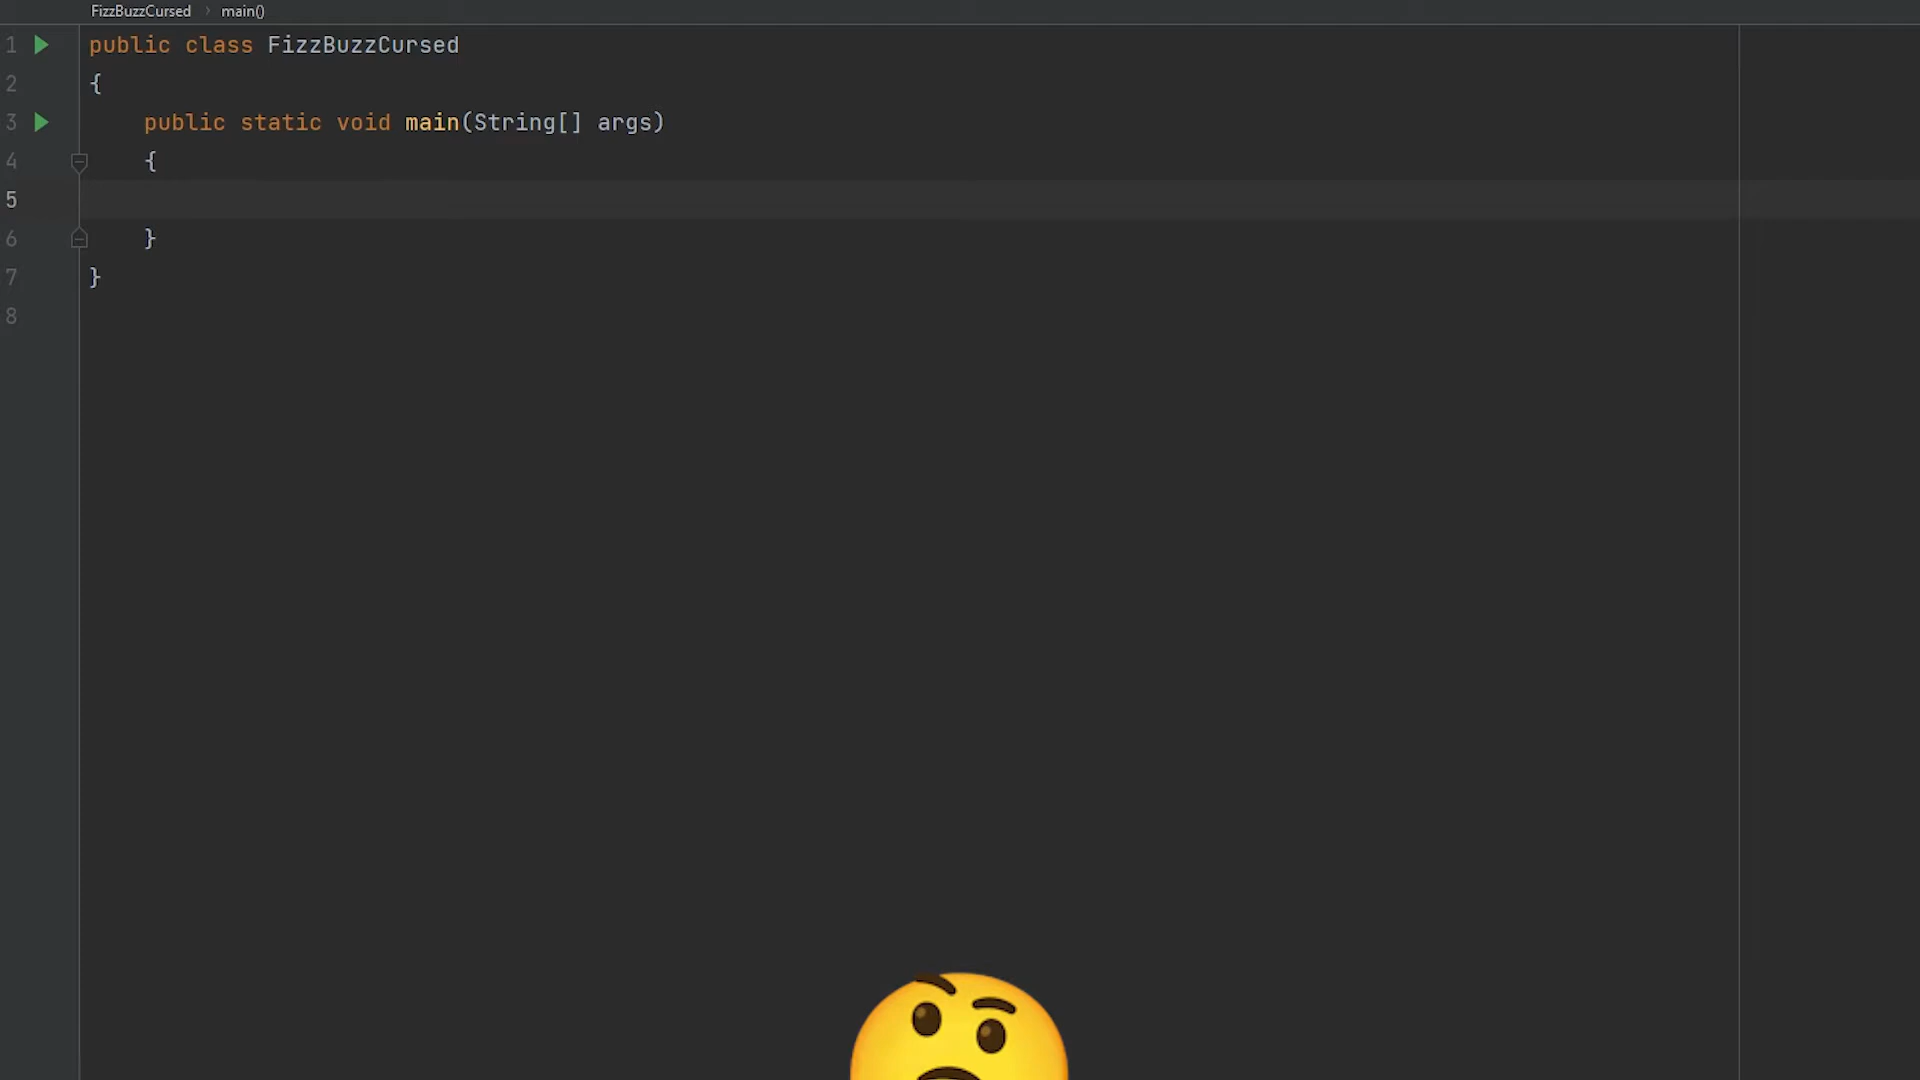 FizzBuzzCursed › main()
1 public class FizzBuzzCursed
2 {
3     public static void main(String[] args)
4     {
5
6     }
7 }
8